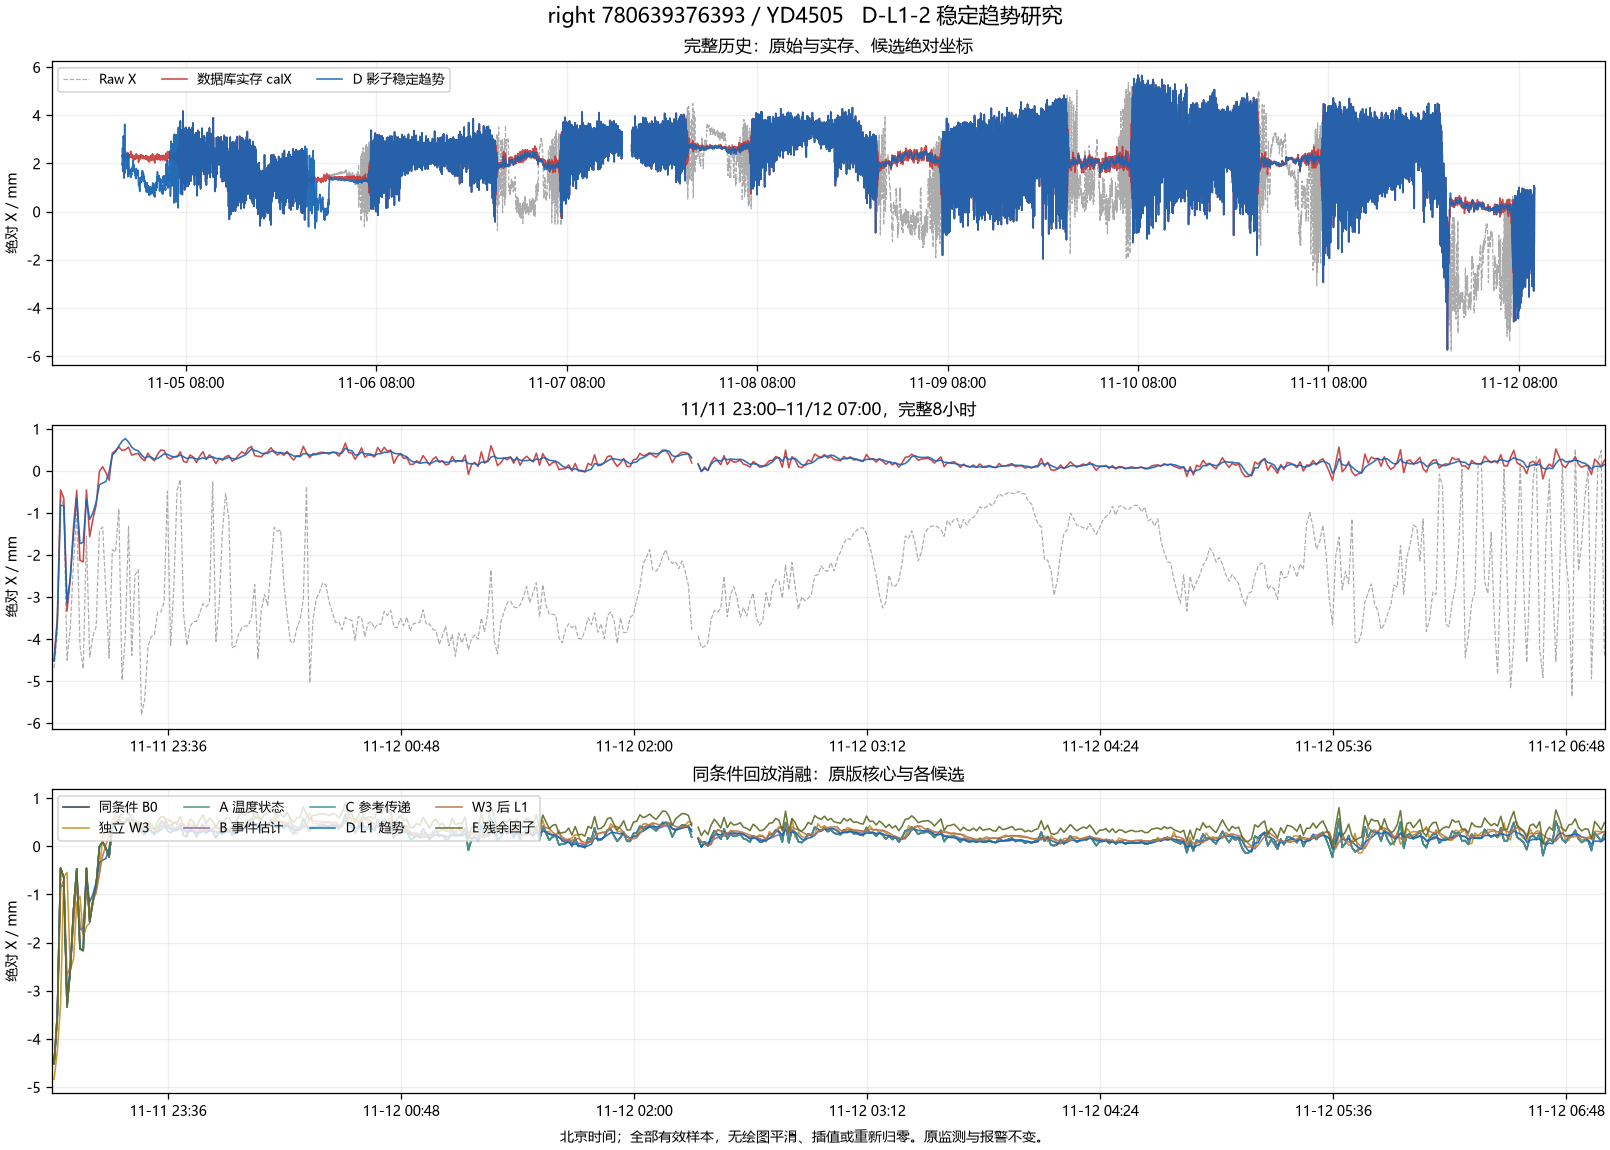 right 780639376393 / YD4505 D-L1-2 稳定趋势研究
完整历史：原始与实存、候选绝对坐标
Raw X 数据库实存 calX D 影子稳定趋势
绝对 X / mm
6
4
2
0
-2
-4
-6
11-05 08:00 11-06 08:00 11-07 08:00 11-08 08:00 11-09 08:00 11-10 08:00 11-11 08:00 11-12 08:00
11/11 23:00–11/12 07:00，完整8小时
绝对 X / mm
1
0
-1
-2
-3
-4
-5
-6
11-11 23:36 11-12 00:48 11-12 02:00 11-12 03:12 11-12 04:24 11-12 05:36 11-12 06:48
同条件回放消融：原版核心与各候选
同条件 B0 A 温度状态 C 参考传递 W3 后 L1
独立 W3 B 事件估计 D L1 趋势 E 残余因子
绝对 X / mm
1
0
-1
-2
-3
-4
-5
11-11 23:36 11-12 00:48 11-12 02:00 11-12 03:12 11-12 04:24 11-12 05:36 11-12 06:48
北京时间；全部有效样本，无绘图平滑、插值或重新归零。原监测与报警不变。